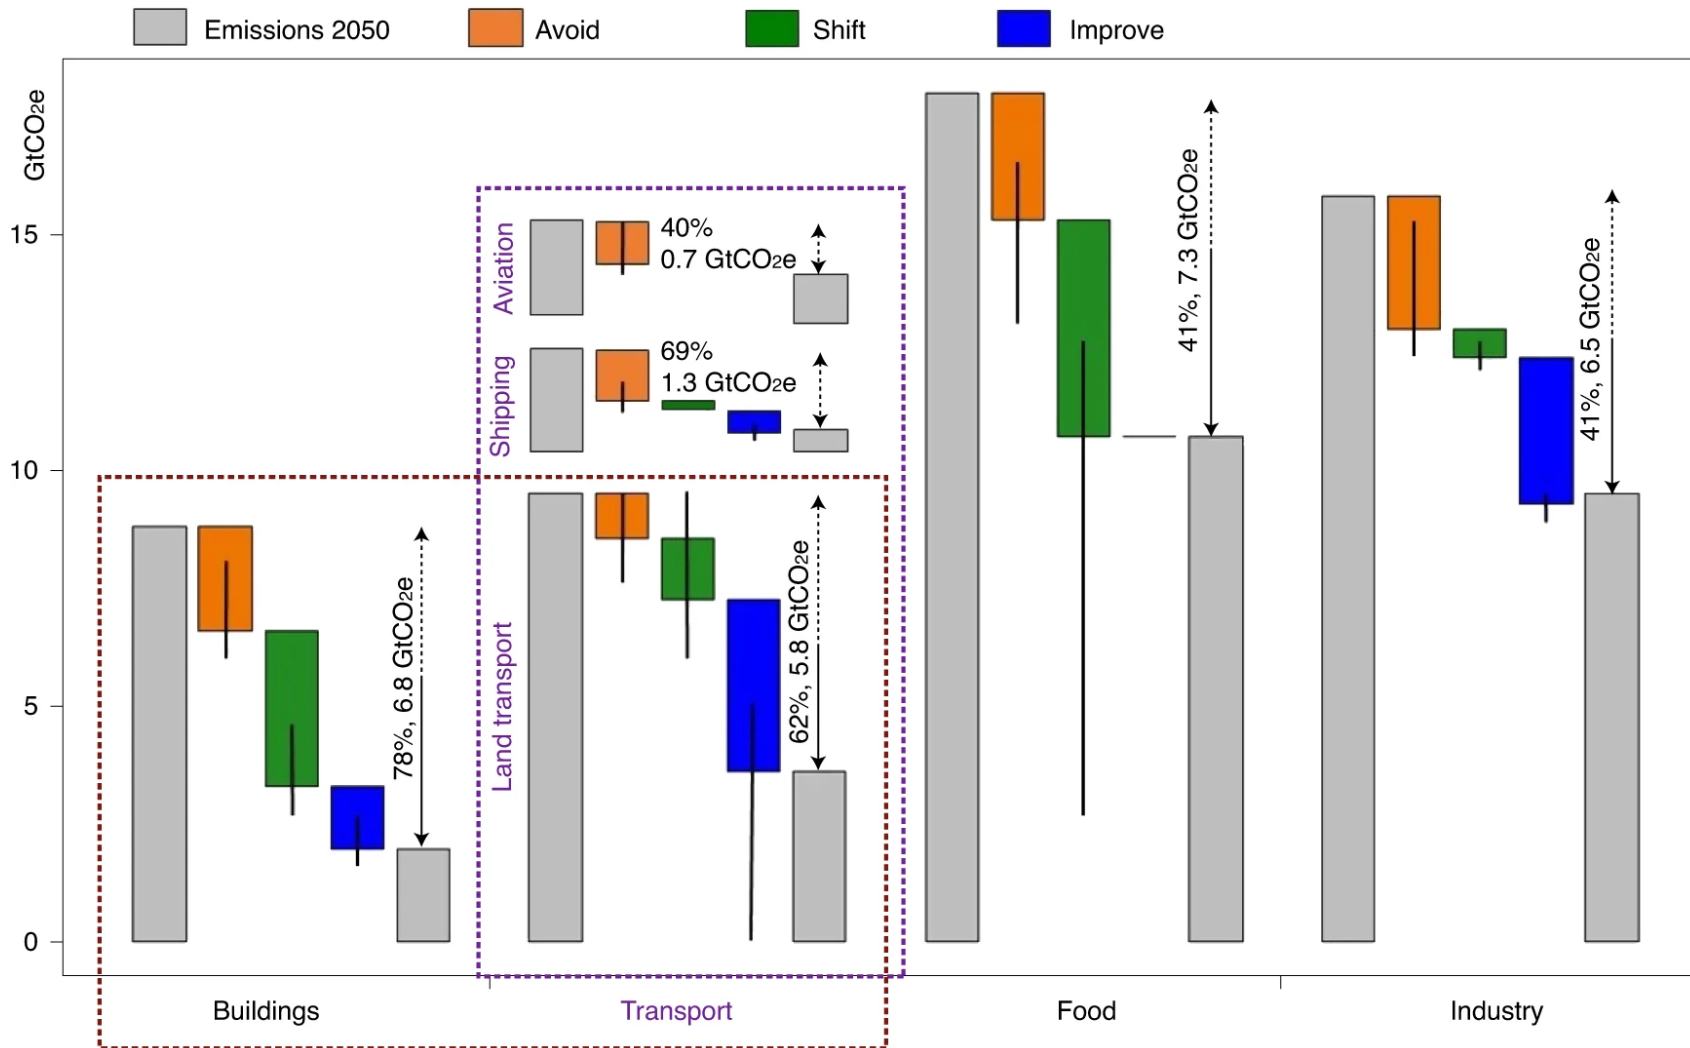 Emissions 2050
Avoid
Shift
Improve
GtCO2e
15
10
5
0
Aviation
40%
0.7 GtCO2e
Shipping
69%
1.3 GtCO2e
Land transport
78%, 6.8 GtCO2e
62%, 5.8 GtCO2e
41%, 7.3 GtCO2e
41%, 6.5 GtCO2e
Buildings
Transport
Food
Industry